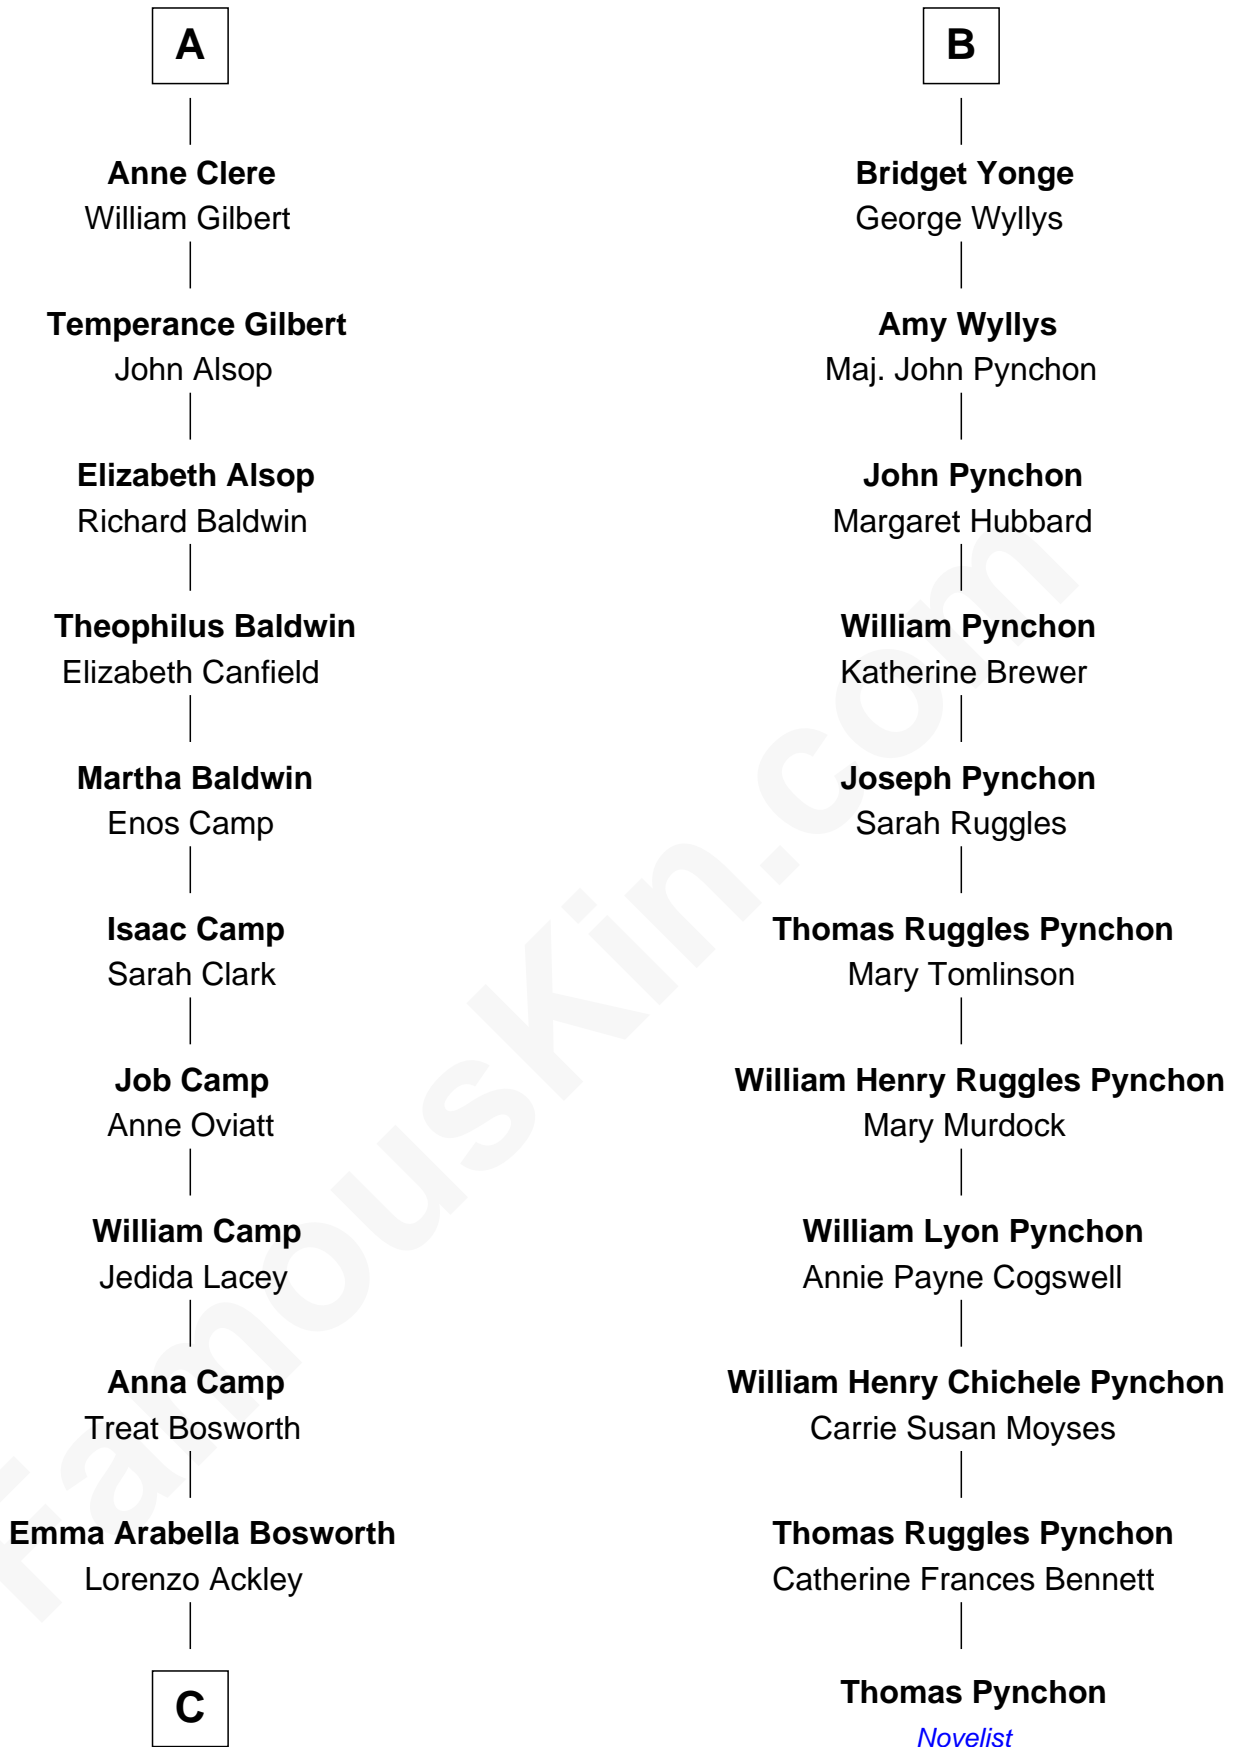 A
Anne Clere
William Gilbert
Temperance Gilbert
John Alsop
Elizabeth Alsop
Richard Baldwin
Theophilus Baldwin
Elizabeth Canfield
Martha Baldwin
Enos Camp
Isaac Camp
Sarah Clark
Job Camp
Anne Oviatt
William Camp
Jedida Lacey
Anna Camp
Treat Bosworth
Emma Arabella Bosworth
Lorenzo Ackley
C
B
Bridget Yonge
George Wyllys
Amy Wyllys
Maj. John Pynchon
John Pynchon
Margaret Hubbard
William Pynchon
Katherine Brewer
Joseph Pynchon
Sarah Ruggles
Thomas Ruggles Pynchon
Mary Tomlinson
William Henry Ruggles Pynchon
Mary Murdock
William Lyon Pynchon
Annie Payne Cogswell
William Henry Chichele Pynchon
Carrie Susan Moyses
Thomas Ruggles Pynchon
Catherine Frances Bennett
Thomas Pynchon
Novelist
FamousKin.com